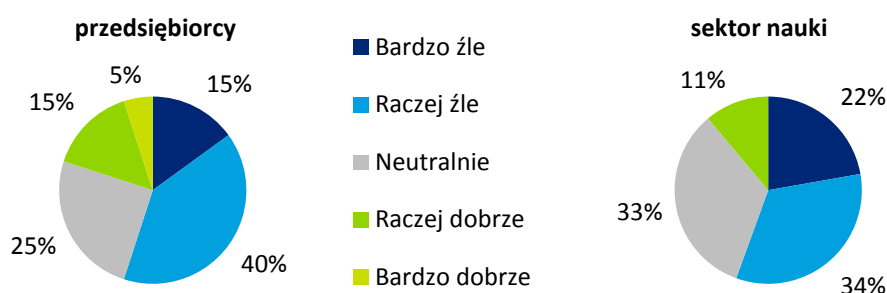 przedsiębiorcy
5%
15%
15%
25%
40%
Bardzo źle
Raczej źle
Neutralnie
Raczej dobrze
Bardzo dobrze
sektor nauki
11%
22%
33%
34%